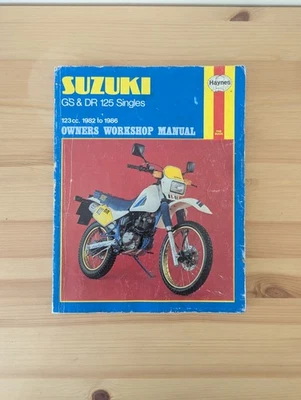 SUZUKI
Haynes
GS & DR 125 Singles
123cc. 1982 to 1986
OWNERS WORKSHOP MANUAL